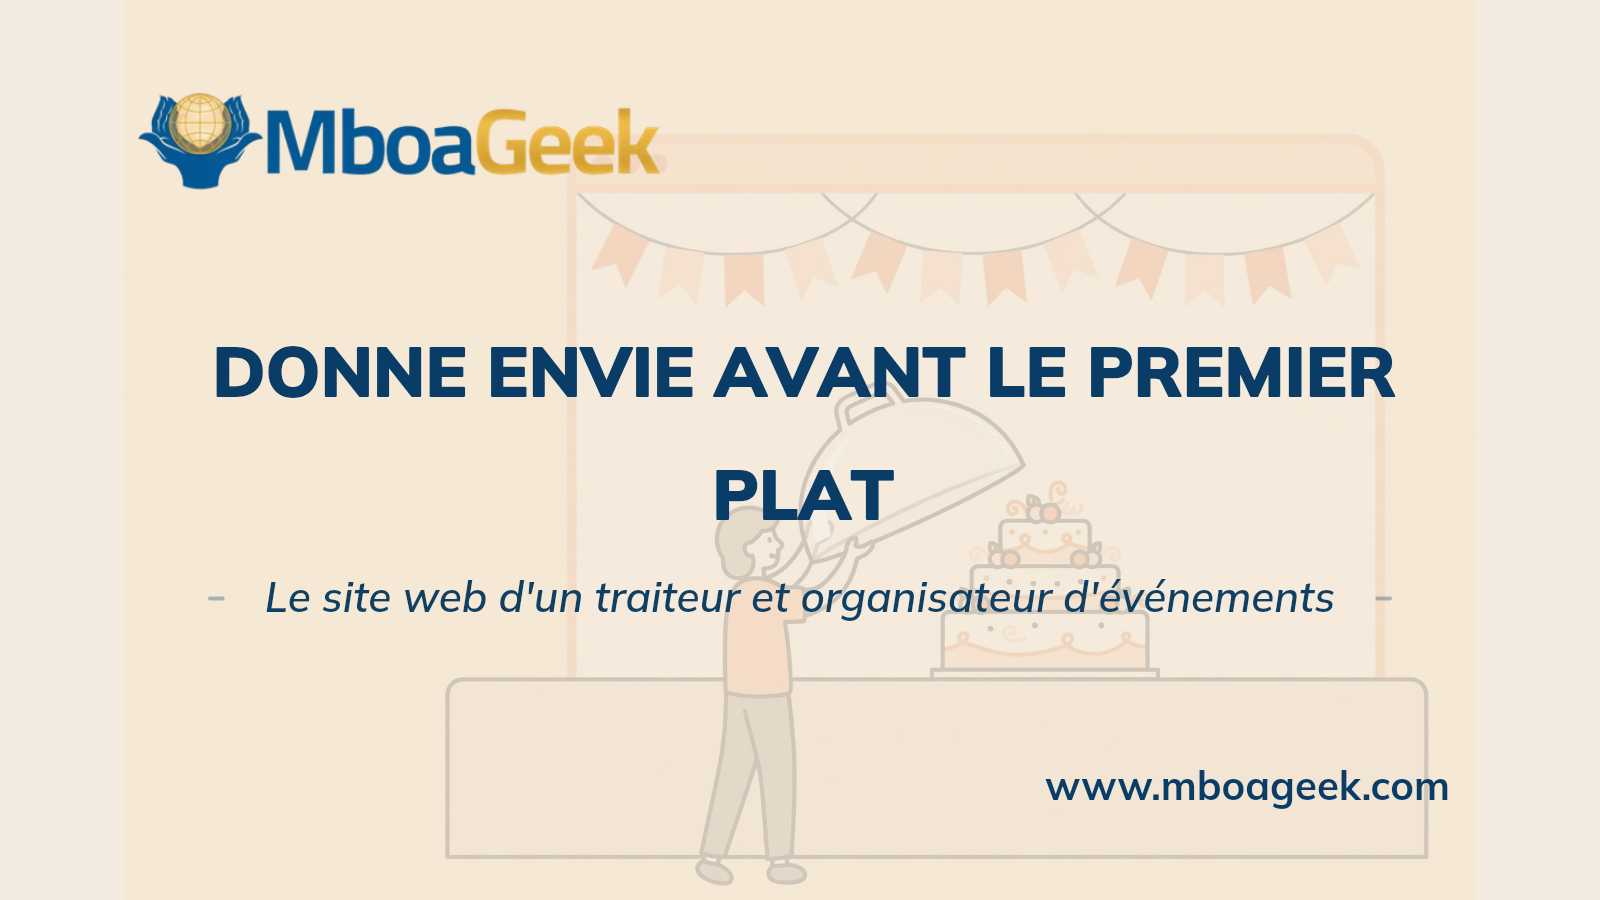 MboaGeek
DONNE ENVIE AVANT LE PREMIER
PLAT
- Le site web d'un traiteur et organisateur d'événements -
www.mboageek.com